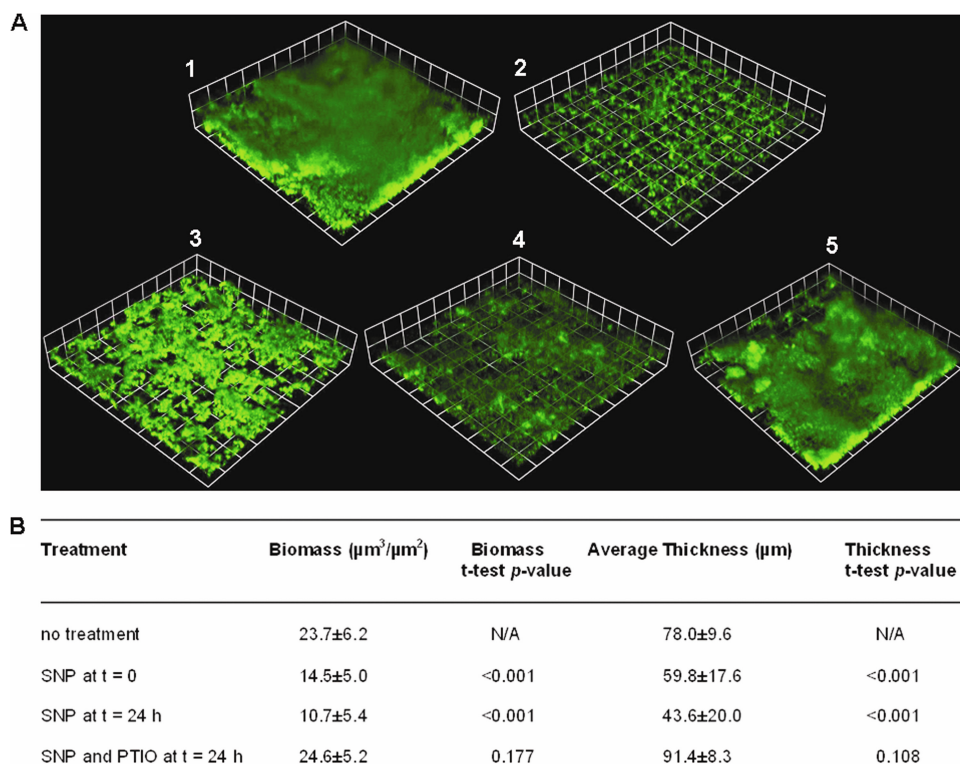 A
1
2
3
4
5
B
Treatment Biomass (µm³/µm²) Biomass t-test p-value Average Thickness (µm) Thickness t-test p-value
no treatment 23.7±6.2 N/A 78.0±9.6 N/A
SNP at t = 0 14.5±5.0 <0.001 59.8±17.6 <0.001
SNP at t = 24 h 10.7±5.4 <0.001 43.6±20.0 <0.001
SNP and PTIO at t = 24 h 24.6±5.2 0.177 91.4±8.3 0.108